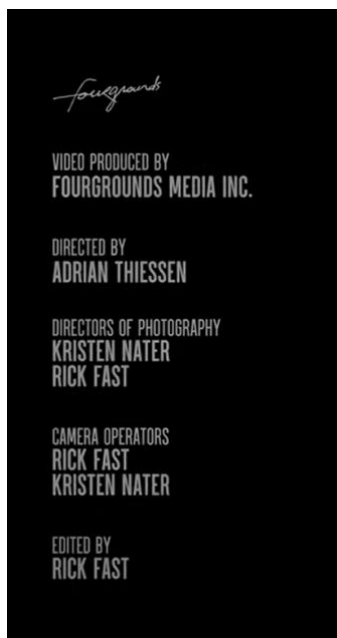 fourgrounds
VIDEO PRODUCED BY
FOURGROUNDS MEDIA INC.
DIRECTED BY
ADRIAN THIESSEN
DIRECTORS OF PHOTOGRAPHY
KRISTEN NATER
RICK FAST
CAMERA OPERATORS
RICK FAST
KRISTEN NATER
EDITED BY
RICK FAST